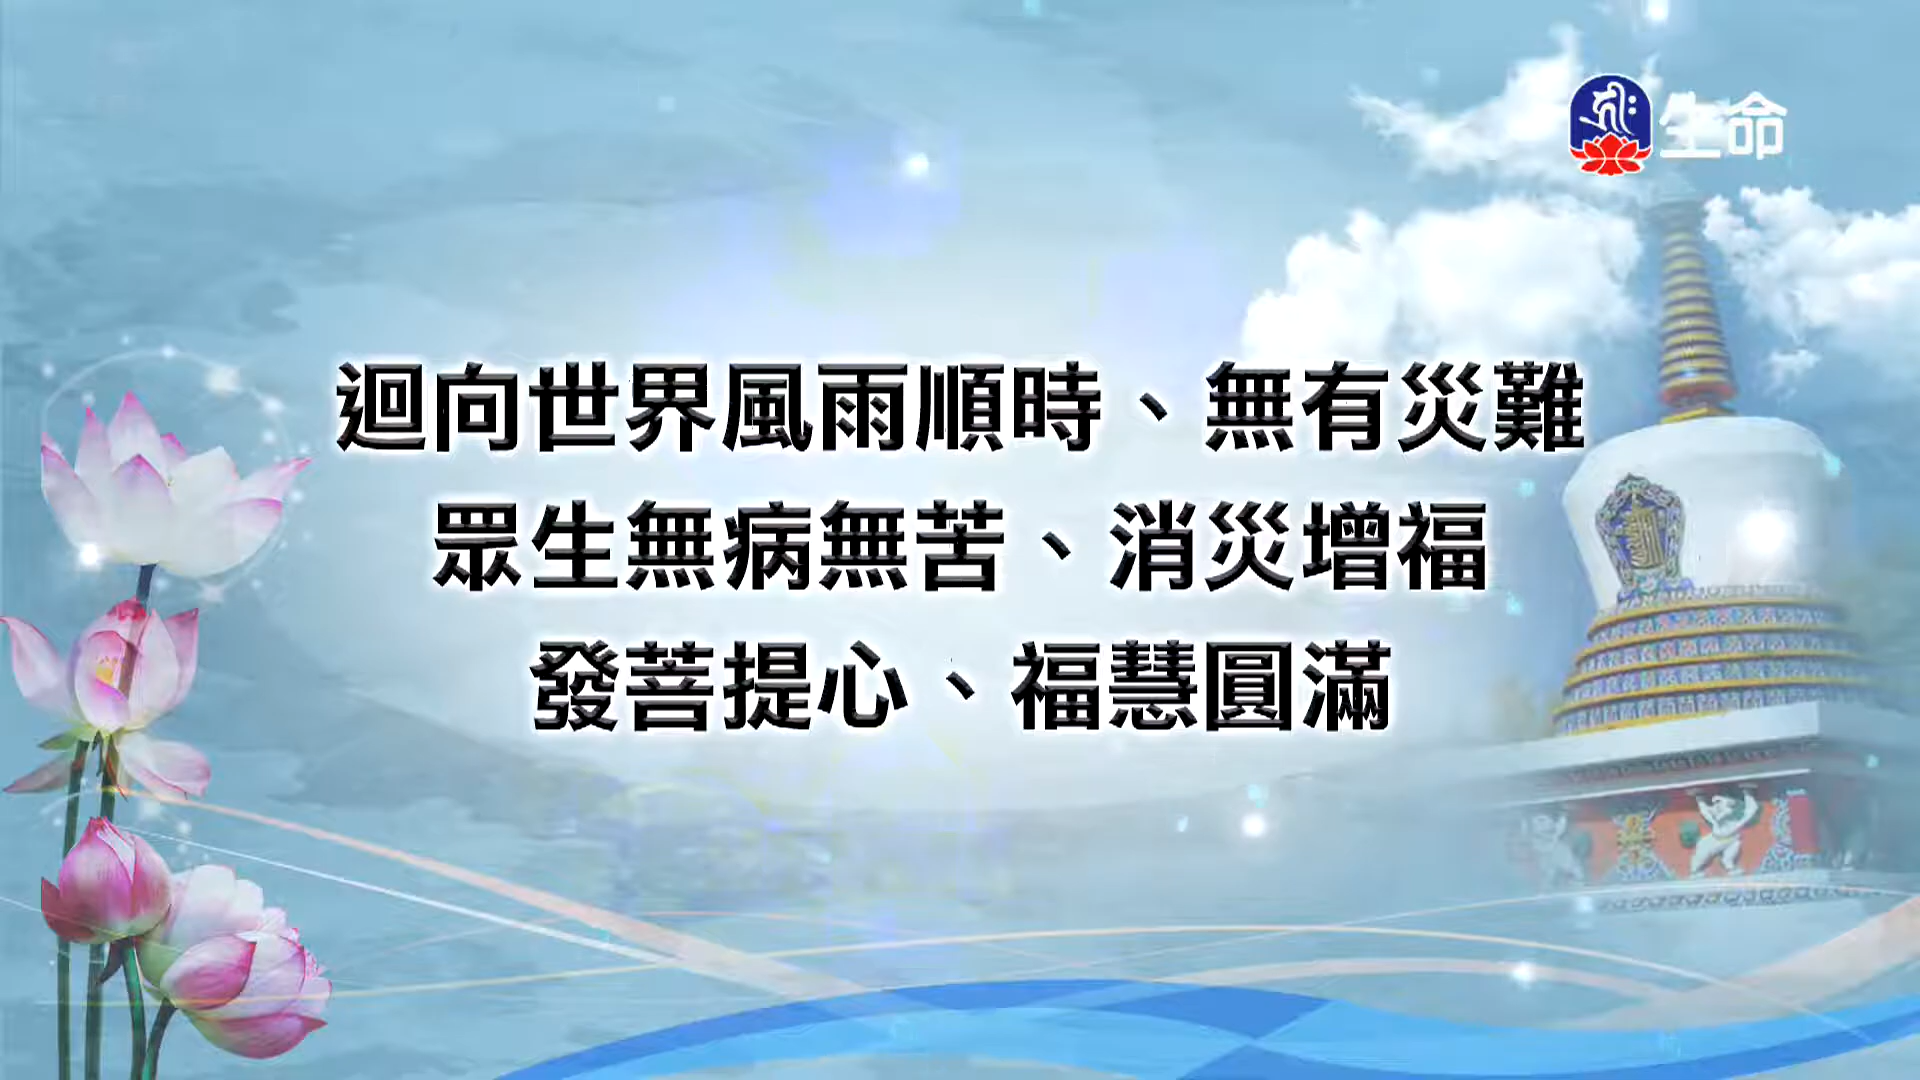 生命
迴向世界風雨順時、無有災難
眾生無病無苦、消災增福
發菩提心、福慧圓滿